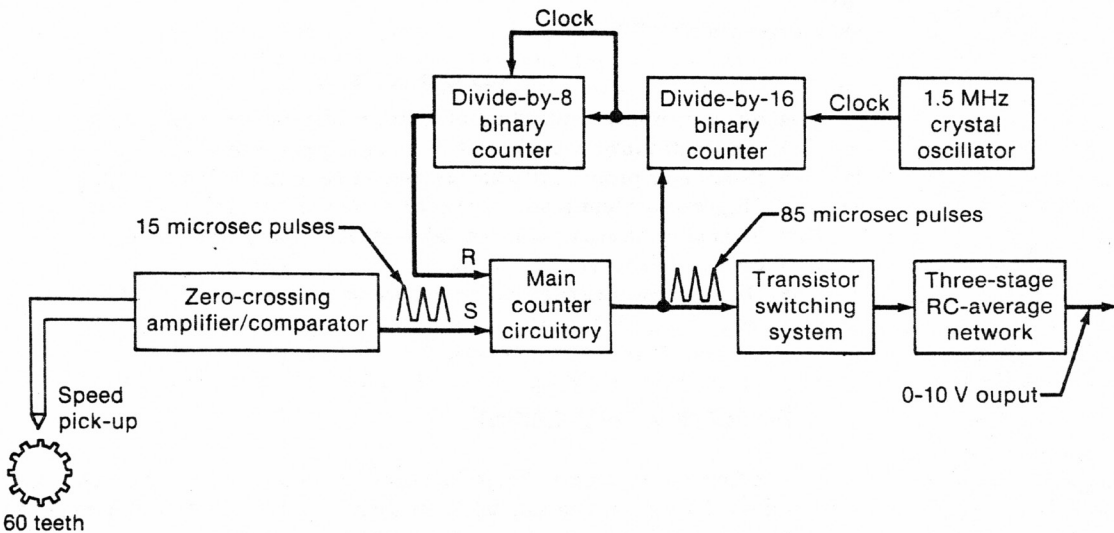 Clock
Divide-by-8
binary
counter
Divide-by-16
binary
counter
Clock
1.5 MHz
crystal
oscillator
15 microsec pulses
85 microsec pulses
R
S
Zero-crossing
amplifier/comparator
Main
counter
circuitory
Transistor
switching
system
Three-stage
RC-average
network
Speed
pick-up
0-10 V ouput
60 teeth